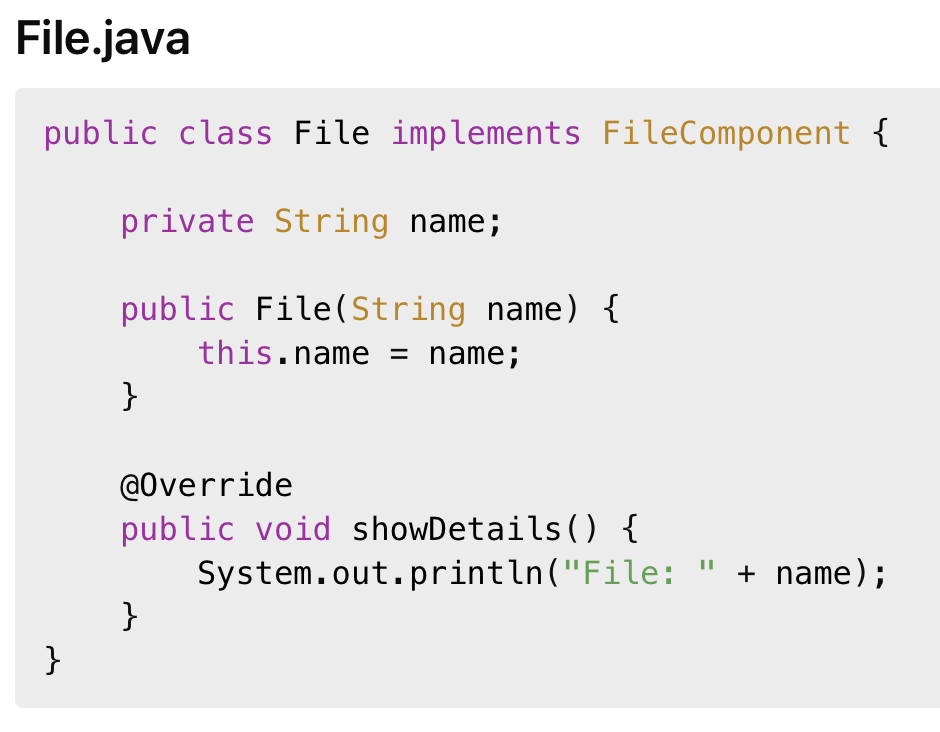 File.java
public class File implements FileComponent {
    private String name;
    public File(String name) {
        this.name = name;
    }
    @Override
    public void showDetails() {
        System.out.println("File: " + name);
    }
}